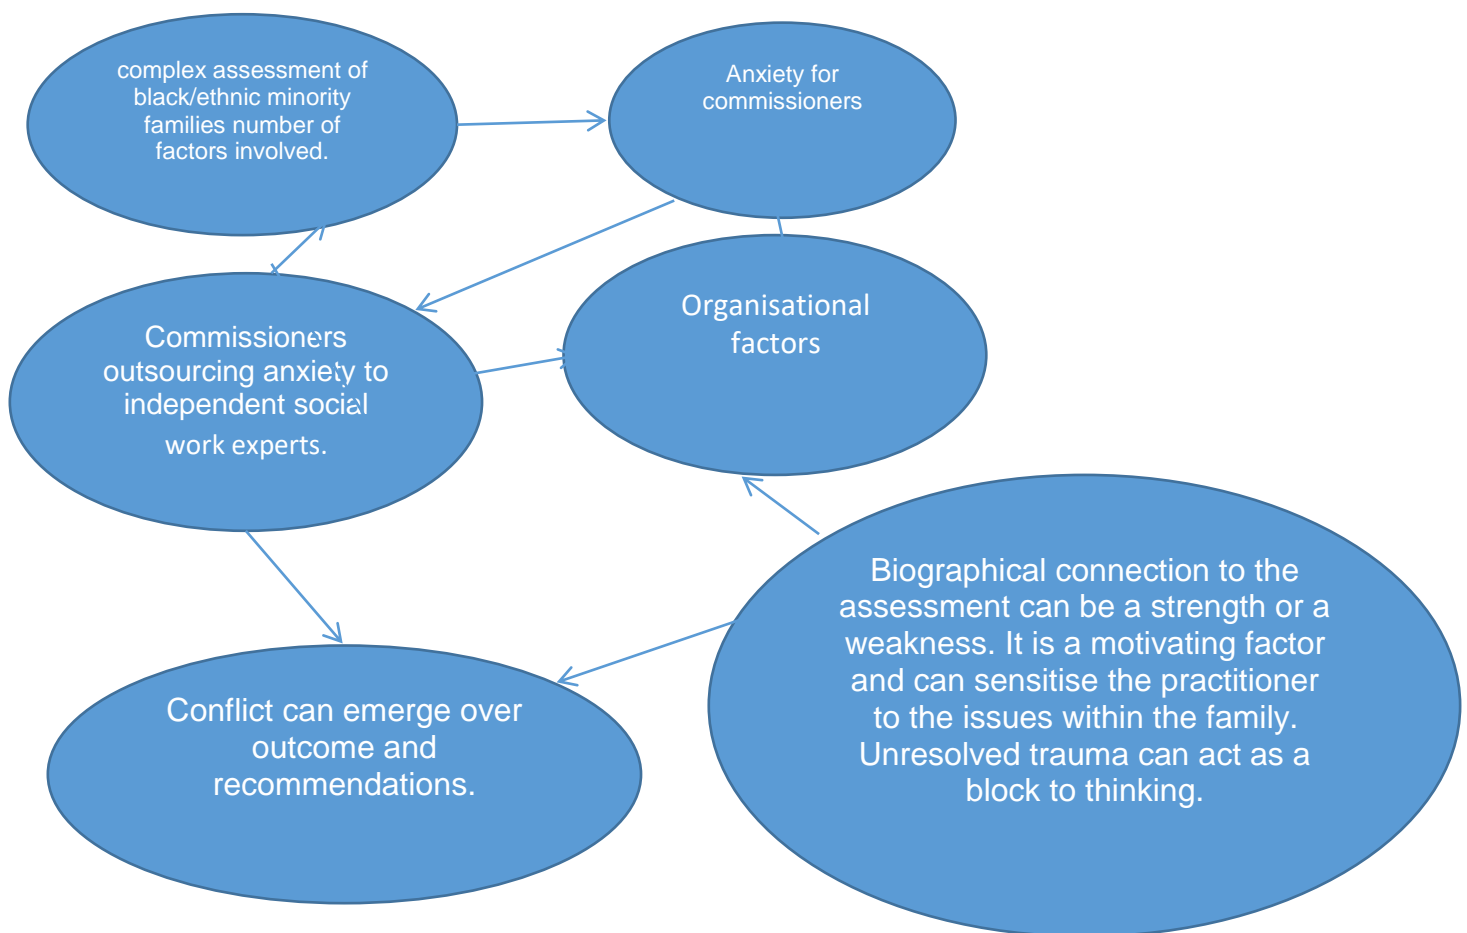 complex assessment of
black/ethnic minority
families number of
factors involved.
Anxiety for
commissioners
Commissioners
outsourcing anxiety to
independent social
work experts.
Organisational
factors
Biographical connection to the
assessment can be a strength or a
weakness. It is a motivating factor
and can sensitise the practitioner
to the issues within the family.
Unresolved trauma can act as a
block to thinking.
Conflict can emerge over
outcome and
recommendations.